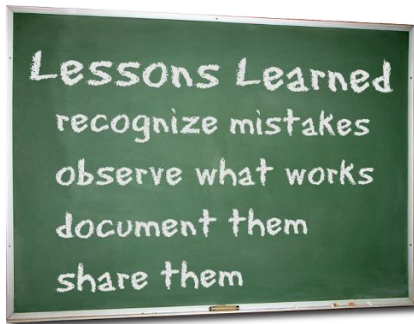 Lessons Learned
recognize mistakes
observe what works
document them
share them